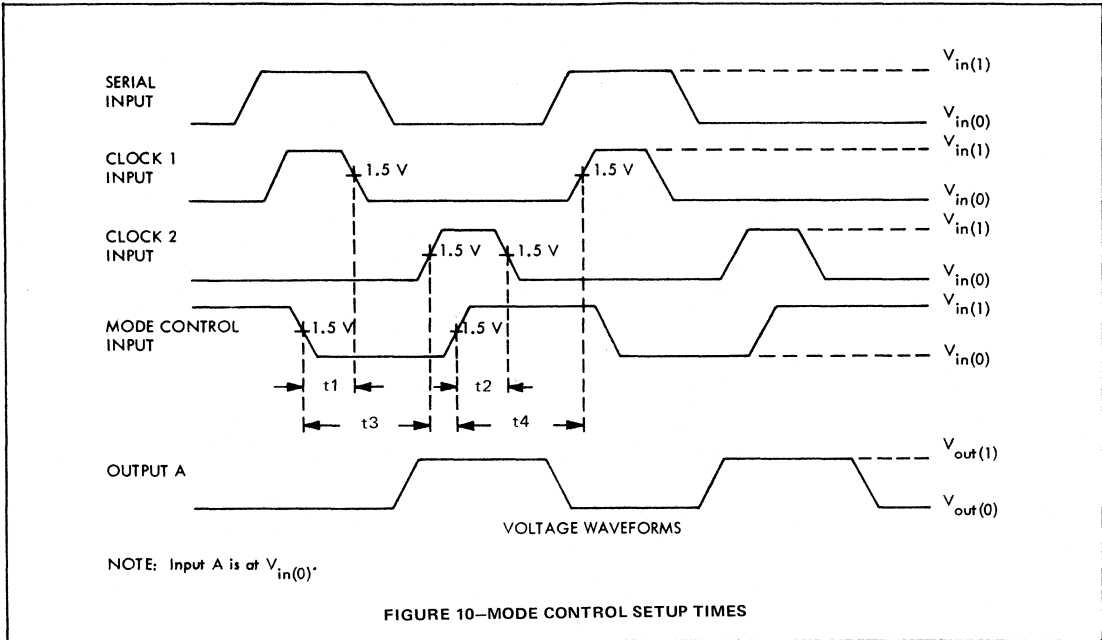 SERIAL INPUT
V in(1)
V in(0)
CLOCK 1 INPUT
1.5 V
1.5 V
V in(1)
V in(0)
CLOCK 2 INPUT
1.5 V
1.5 V
V in(1)
V in(0)
MODE CONTROL INPUT
1.5 V
1.5 V
V in(1)
V in(0)
t1
t2
t3
t4
OUTPUT A
V out(1)
V out(0)
VOLTAGE WAVEFORMS
NOTE: Input A is at V in(0).
FIGURE 10—MODE CONTROL SETUP TIMES